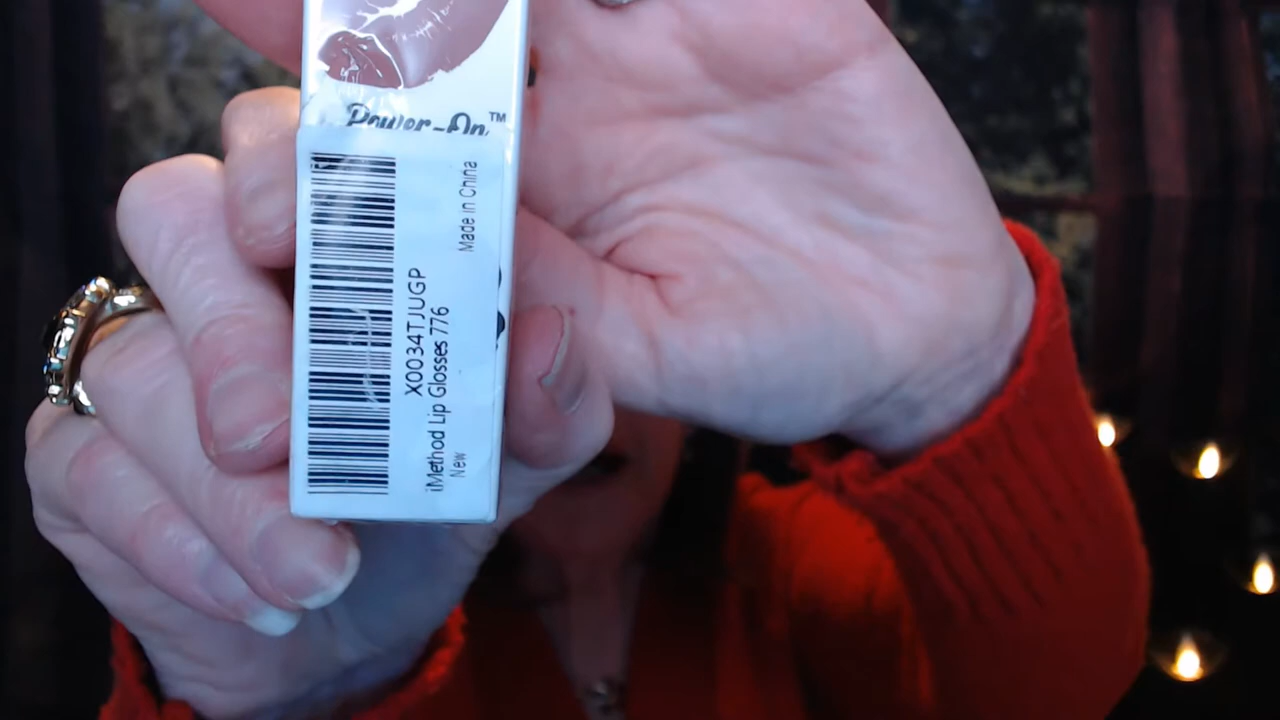 Power-On™
Made in China
X0034TJUGP
iMethod Lip Glosses 776
New